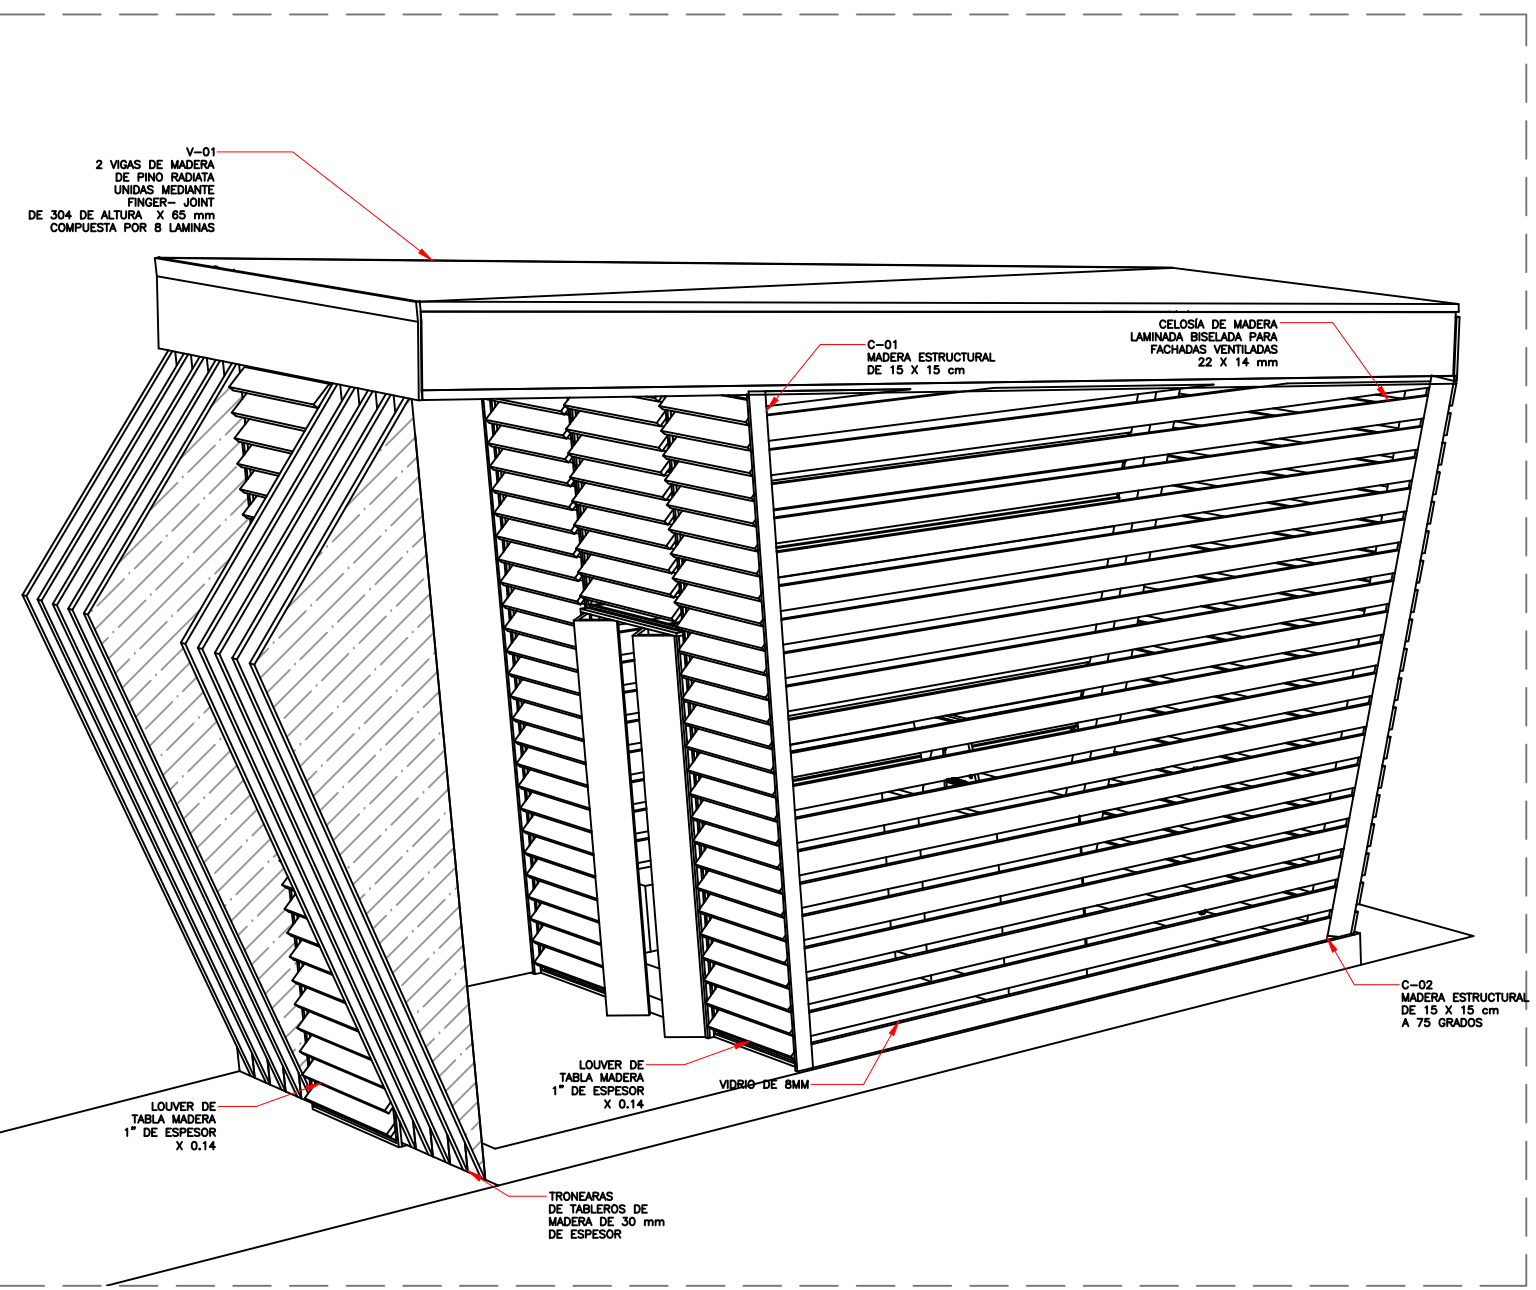 V-01
2 VIGAS DE MADERA
DE PINO RADIATA
UNIDAS MEDIANTE
FINGER- JOINT
DE 304 DE ALTURA X 65 mm
COMPUESTA POR 8 LAMINAS
C-01
MADERA ESTRUCTURAL
DE 15 X 15 cm
CELOSÍA DE MADERA
LAMINADA BISELADA PARA
FACHADAS VENTILADAS
22 X 14 mm
C-02
MADERA ESTRUCTURAL
DE 15 X 15 cm
A 75 GRADOS
LOUVER DE
TABLA MADERA
1" DE ESPESOR
X 0.14
VIDRIO DE 8MM
LOUVER DE
TABLA MADERA
1" DE ESPESOR
X 0.14
TRONEARAS
DE TABLEROS DE
MADERA DE 30 mm
DE ESPESOR